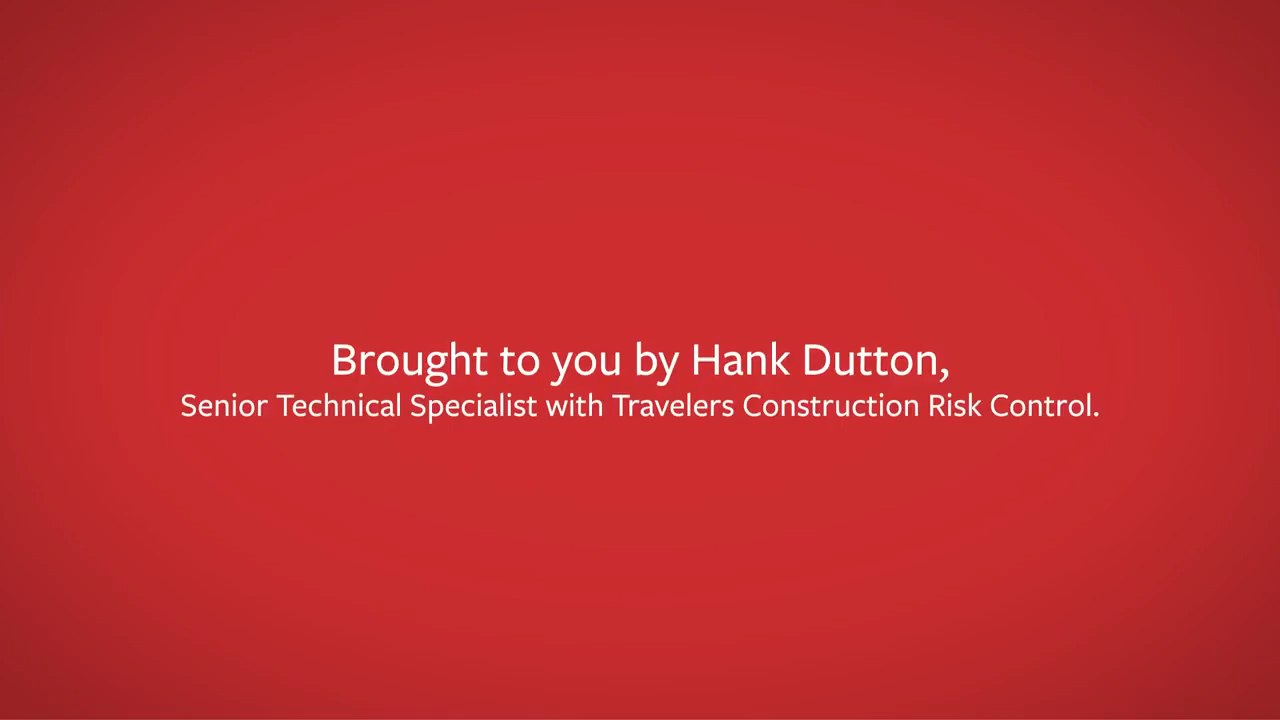 Brought to you by Hank Dutton,
Senior Technical Specialist with Travelers Construction Risk Control.